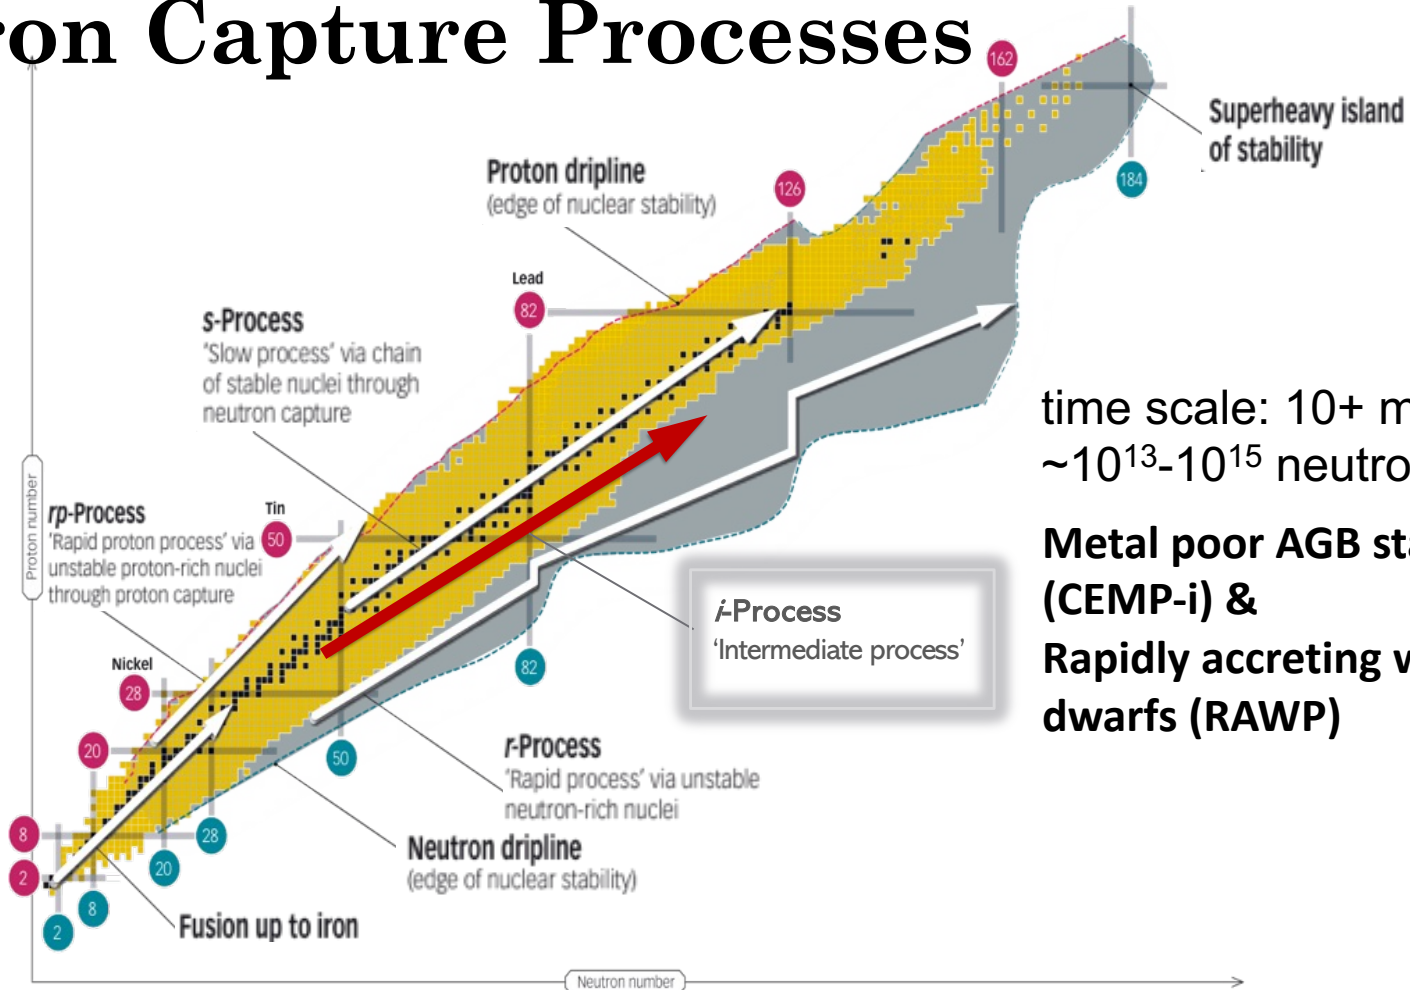 ron Capture Processes
162
Superheavy island
of stability
184
Proton dripline
(edge of nuclear stability)
126
Lead
82
s-Process
'Slow process' via chain
of stable nuclei through
neutron capture
time scale: 10+ m
~10¹³-10¹⁵ neutro
Metal poor AGB sta
(CEMP-i) &
Rapidly accreting w
dwarfs (RAWP)
rp-Process
'Rapid proton process' via
unstable proton-rich nuclei
through proton capture
Tin
50
Proton number
i-Process
'Intermediate process'
82
Nickel
28
20
50
r-Process
'Rapid process' via unstable
neutron-rich nuclei
Neutron dripline
(edge of nuclear stability)
8
28
2
20
8
2
Fusion up to iron
Neutron number